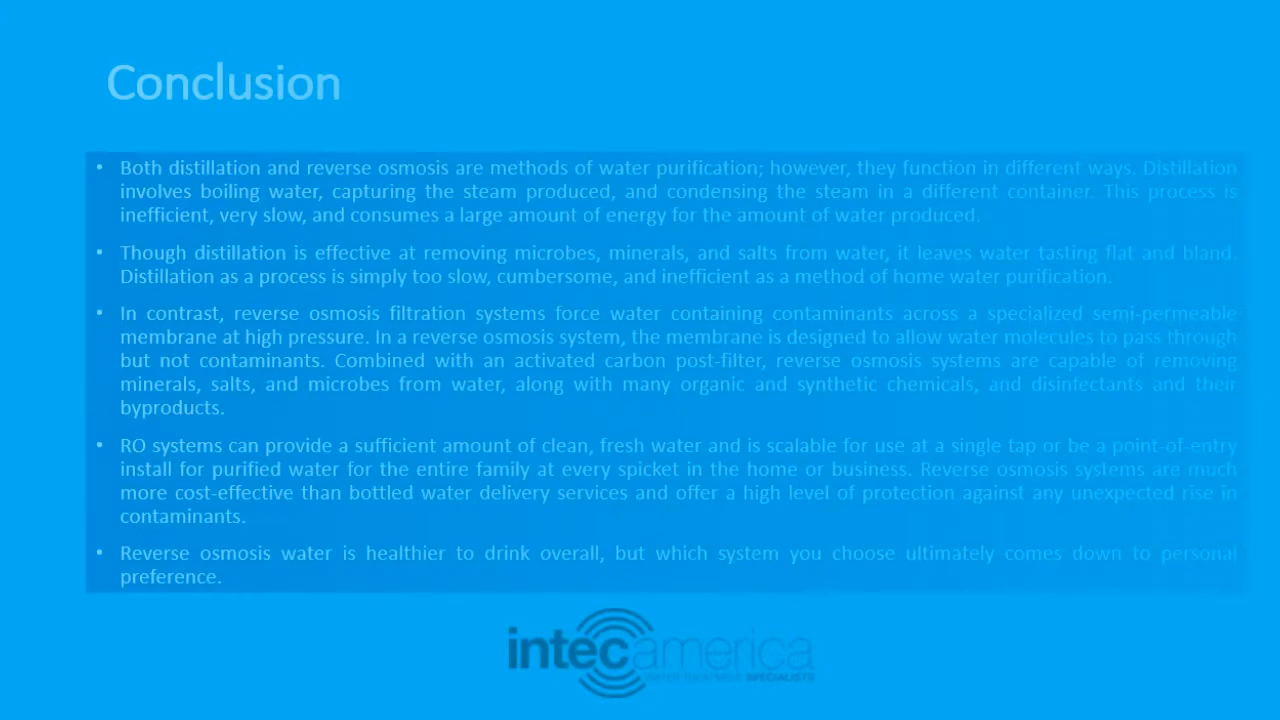 Conclusion
• Both distillation and reverse osmosis are methods of water purification; however, they function in different ways. Distillation
involves boiling water, capturing the steam produced, and condensing the steam in a different container. This process is
inefficient, very slow, and consumes a large amount of energy for the amount of water produced.
• Though distillation is effective at removing microbes, minerals, and salts from water, it leaves water tasting flat and bland.
Distillation as a process is simply too slow, cumbersome, and inefficient as a method of home water purification.
• In contrast, reverse osmosis filtration systems force water containing contaminants across a specialized semi-permeable
membrane at high pressure. In a reverse osmosis system, the membrane is designed to allow water molecules to pass through
but not contaminants. Combined with an activated carbon post-filter, reverse osmosis systems are capable of removing
minerals, salts, and microbes from water, along with many organic and synthetic chemicals, and disinfectants and their
byproducts.
• RO systems can provide a sufficient amount of clean, fresh water and is scalable for use at a single tap or be a point-of-entry
install for purified water for the entire family at every spicket in the home or business. Reverse osmosis systems are much
more cost-effective than bottled water delivery services and offer a high level of protection against any unexpected rise in
contaminants.
• Reverse osmosis water is healthier to drink overall, but which system you choose ultimately comes down to personal
preference.
intecamerica
WATER TREATMENT SPECIALISTS